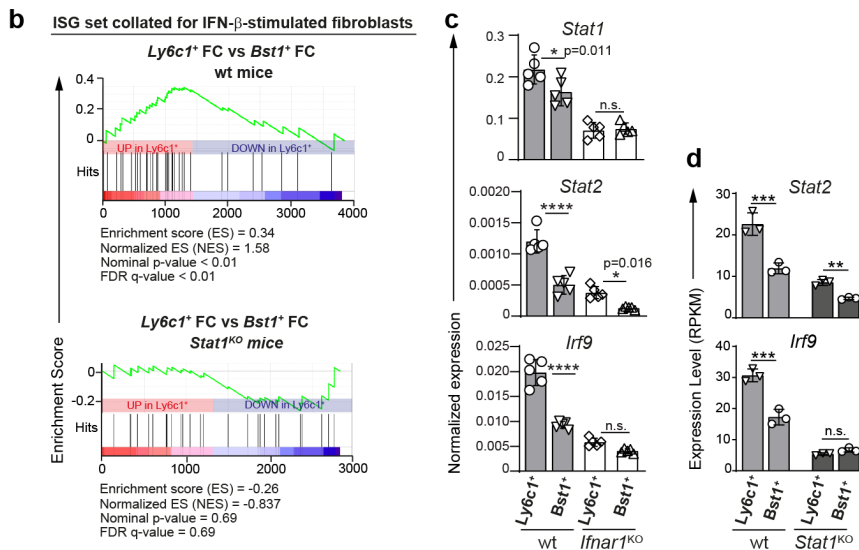 b
ISG set collated for IFN-β-stimulated fibroblasts
Ly6c1⁺ FC vs Bst1⁺ FC
wt mice
0.4
0.2
0
UP in Ly6c1⁺
DOWN in Ly6c1⁺
Hits
0
1000
2000
3000
4000
Enrichment score (ES) = 0.34
Normalized ES (NES) = 1.58
Nominal p-value < 0.01
FDR q-value < 0.01
Enrichment Score
Ly6c1⁺ FC vs Bst1⁺ FC
Stat1ᴷᴼ mice
0
-0.2
UP in Ly6c1⁺
DOWN in Ly6c1⁺
Hits
0
1000
2000
3000
Enrichment score (ES) = -0.26
Normalized ES (NES) = -0.837
Nominal p-value = 0.69
FDR q-value = 0.69
c
Normalized expression
Stat1
0.3
0.2
0.1
0
*
p=0.011
n.s.
Stat2
0.0020
0.0015
0.0010
0.0005
0.0000
****
p=0.016
*
Irf9
0.025
0.020
0.015
0.010
0.005
0.000
****
n.s.
Ly6c1⁺
Bst1⁺
Ly6c1⁺
Bst1⁺
wt
Ifnar1ᴷᴼ
d
Expression Level (RPKM)
Stat2
30
20
10
0
***
**
Irf9
40
30
20
10
0
***
n.s.
Ly6c1⁺
Bst1⁺
Ly6c1⁺
Bst1⁺
wt
Stat1ᴷᴼ